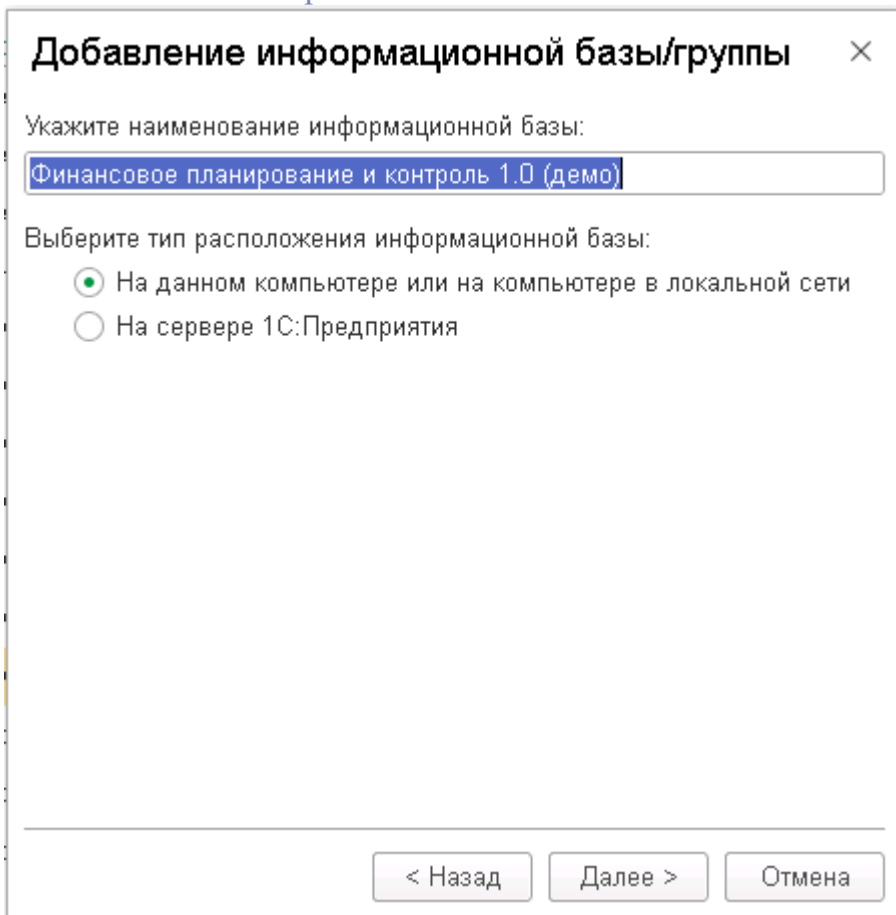 Добавление информационной базы/группы
Укажите наименование информационной базы:
Финансовое планирование и контроль 1.0 (демо)
Выберите тип расположения информационной базы:
На данном компьютере или на компьютере в локальной сети
На сервере 1С:Предприятия
< Назад
Далее >
Отмена